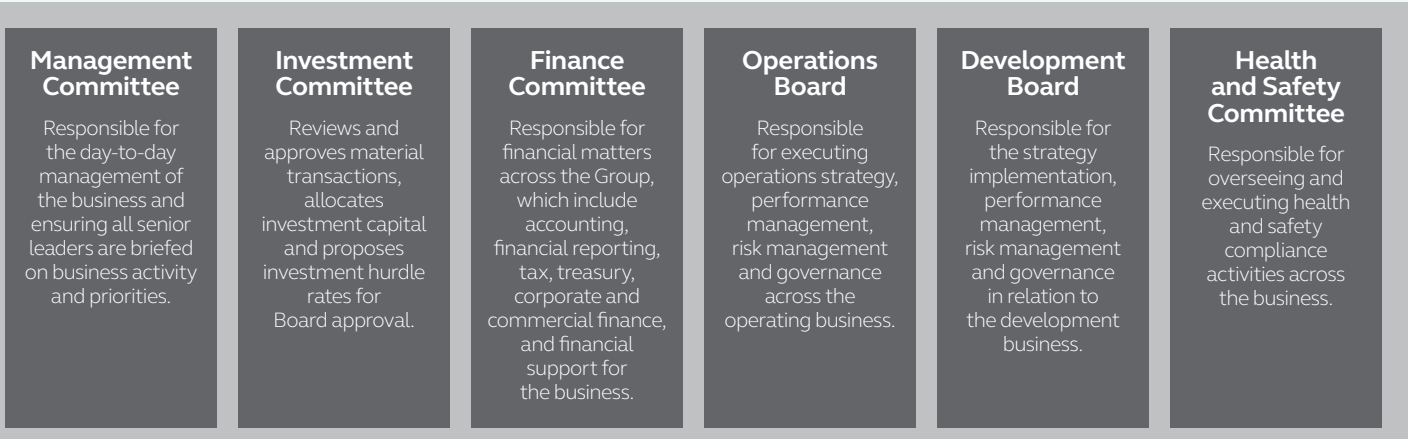 Management
Committee
Responsible for
the day-to-day
management of
the business and
ensuring all senior
leaders are briefed
on business activity
and priorities.
Investment
Committee
Reviews and
approves material
transactions,
allocates
investment capital
and proposes
investment hurdle
rates for
Board approval.
Finance
Committee
Responsible for
financial matters
across the Group,
which include
accounting,
financial reporting,
tax, treasury,
corporate and
commercial finance,
and financial
support for
the business.
Operations
Board
Responsible
for executing
operations strategy,
performance
management,
risk management
and governance
across the
operating business.
Development
Board
Responsible for
the strategy
implementation,
performance
management,
risk management
and governance
in relation to
the development
business.
Health
and Safety
Committee
Responsible for
overseeing and
executing health
and safety
compliance
activities across
the business.